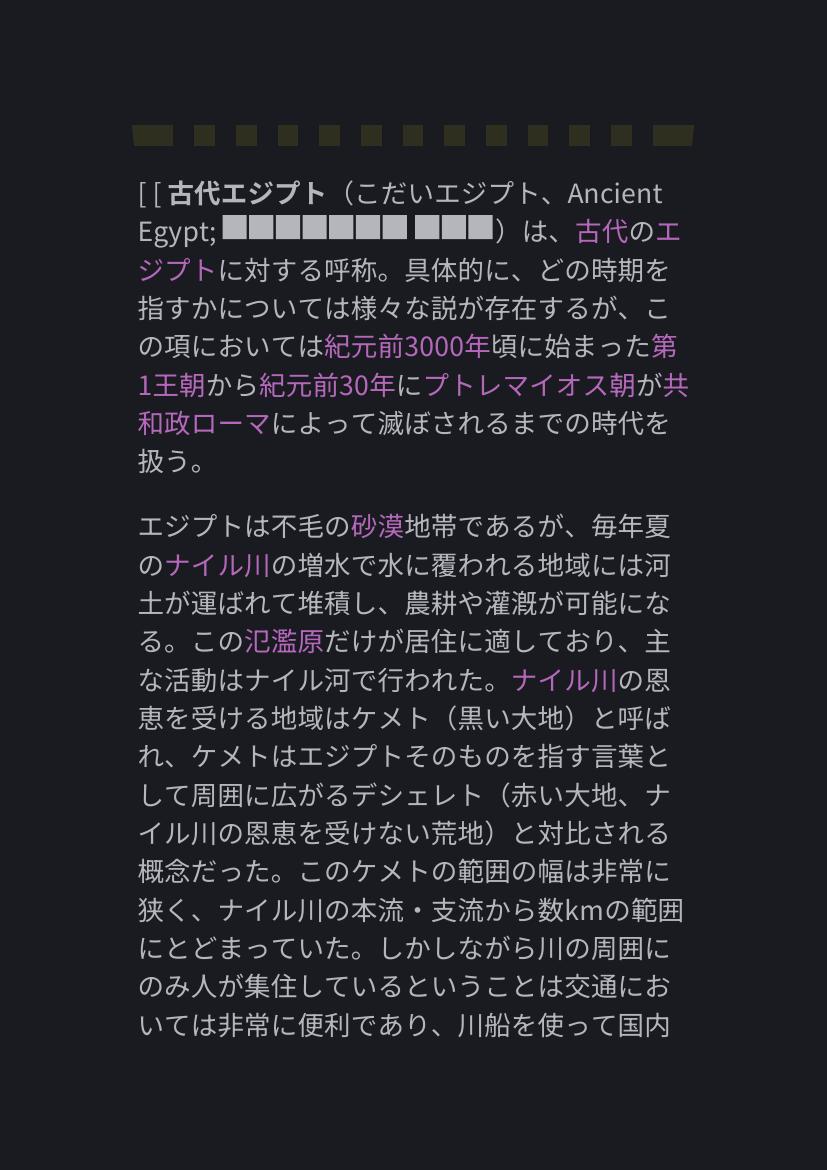 [ [ 古代エジプト（こだいエジプト、Ancient
Egypt; ）は、古代のエ
ジプトに対する呼称。具体的に、どの時期を
指すかについては様々な説が存在するが、こ
の項においては紀元前3000年頃に始まった第
1王朝から紀元前30年にプトレマイオス朝が共
和政ローマによって滅ぼされるまでの時代を
扱う。
エジプトは不毛の砂漠地帯であるが、毎年夏
のナイル川の増水で水に覆われる地域には河
土が運ばれて堆積し、農耕や灌漑が可能にな
る。この氾濫原だけが居住に適しており、主
な活動はナイル河で行われた。ナイル川の恩
恵を受ける地域はケメト（黒い大地）と呼ば
れ、ケメトはエジプトそのものを指す言葉と
して周囲に広がるデシェレト（赤い大地、ナ
イル川の恩恵を受けない荒地）と対比される
概念だった。このケメトの範囲の幅は非常に
狭く、ナイル川の本流・支流から数kmの範囲
にとどまっていた。しかしながら川の周囲に
のみ人が集住しているということは交通にお
いては非常に便利であり、川船を使って国内